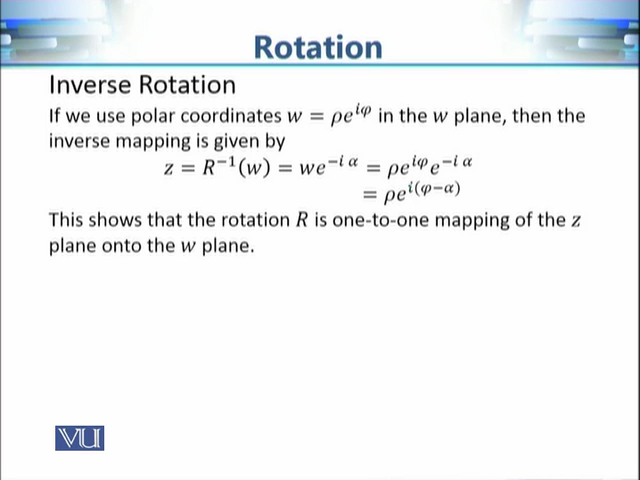 Rotation
Inverse Rotation
If we use polar coordinates w = ρe^{iφ} in the w plane, then the
inverse mapping is given by
z = R⁻¹(w) = we^{−i α} = ρe^{iφ}e^{−i α}
= ρe^{i(φ−α)}
This shows that the rotation R is one-to-one mapping of the z
plane onto the w plane.
VU